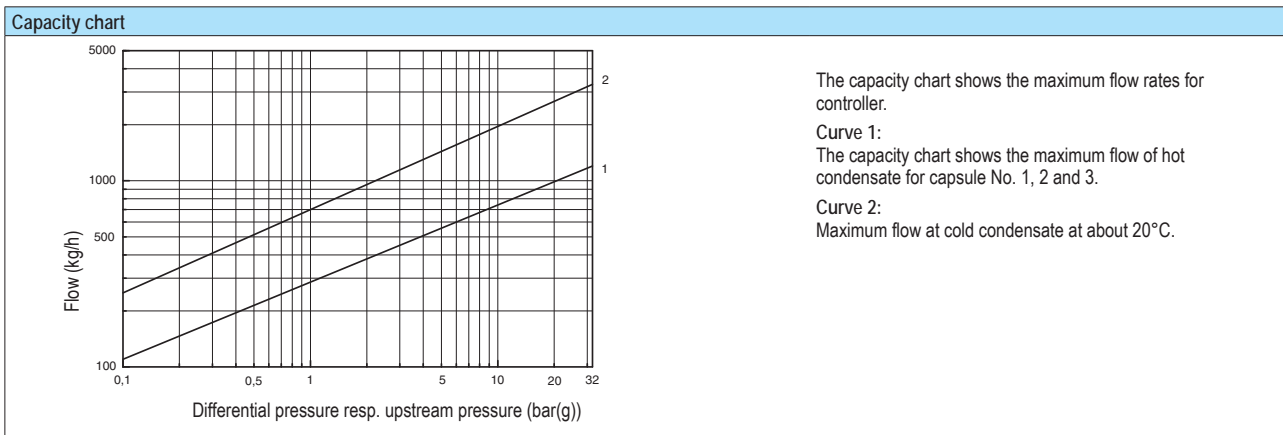 Capacity chart
5000
1000
500
100
Flow (kg/h)
0,1
0,5
1
5
10
20
32
Differential pressure resp. upstream pressure (bar(g))
2
1
The capacity chart shows the maximum flow rates for
controller.
Curve 1:
The capacity chart shows the maximum flow of hot
condensate for capsule No. 1, 2 and 3.
Curve 2:
Maximum flow at cold condensate at about 20°C.